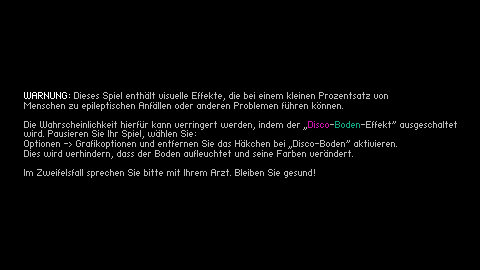 WARNUNG: Dieses Spiel enthält visuelle Effekte, die bei einem kleinen Prozentsatz von
Menschen zu epileptischen Anfällen oder anderen Problemen führen können.
Die Wahrscheinlichkeit hierfür kann verringert werden, indem der „Disco-Boden-Effekt” ausgeschaltet
wird. Pausieren Sie Ihr Spiel, wählen Sie:
Optionen -> Grafikoptionen und entfernen Sie das Häkchen bei „Disco-Boden” aktivieren.
Dies wird verhindern, dass der Boden aufleuchtet und seine Farben verändert.
Im Zweifelsfall sprechen Sie bitte mit Ihrem Arzt. Bleiben Sie gesund!